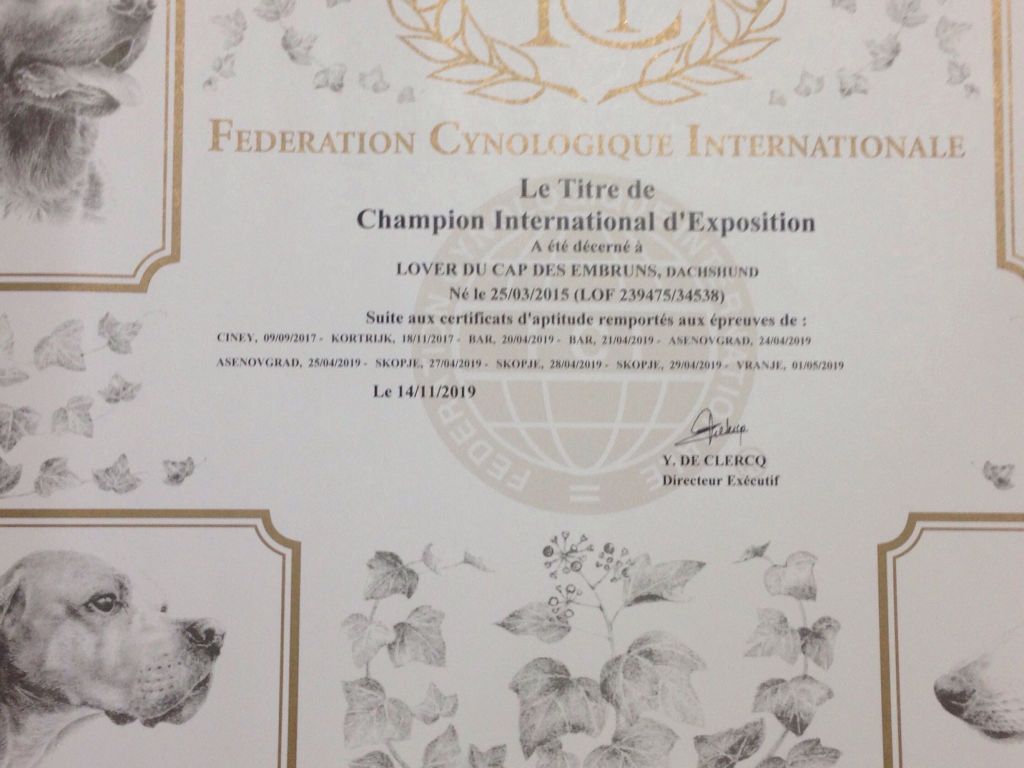 FEDERATION CYNOLOGIQUE INTERNATIONALE
Le Titre de
Champion International d'Exposition
A été décerné à
LOVER DU CAP DES EMBRUNS, DACHSHUND
Né le 25/03/2015 (LOF 239475/34538)
Suite aux certificats d'aptitude remportés aux épreuves de :
CINEY, 09/09/2017 - KORTRIJK, 18/11/2017 - BAR, 20/04/2019 - BAR, 21/04/2019 - ASENOVGRAD, 24/04/2019
ASENOVGRAD, 25/04/2019 - SKOPJE, 27/04/2019 - SKOPJE, 28/04/2019 - SKOPJE, 29/04/2019 - VRANJE, 01/05/2019
Le 14/11/2019
Y. DE CLERCQ
Directeur Exécutif